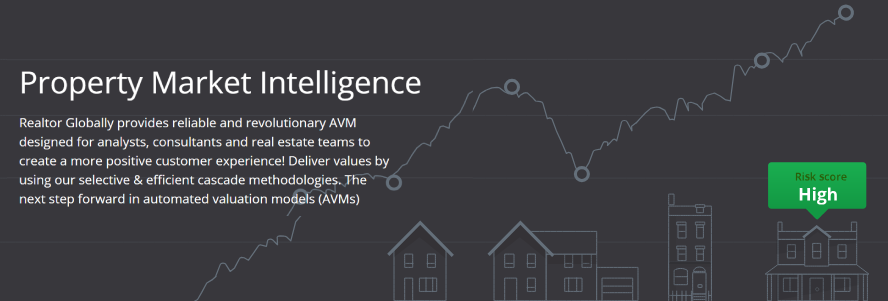 Property Market Intelligence
Realtor Globally provides reliable and revolutionary AVM
designed for analysts, consultants and real estate teams to
create a more positive customer experience! Deliver values by
using our selective & efficient cascade methodologies. The
next step forward in automated valuation models (AVMs)
Risk score
High